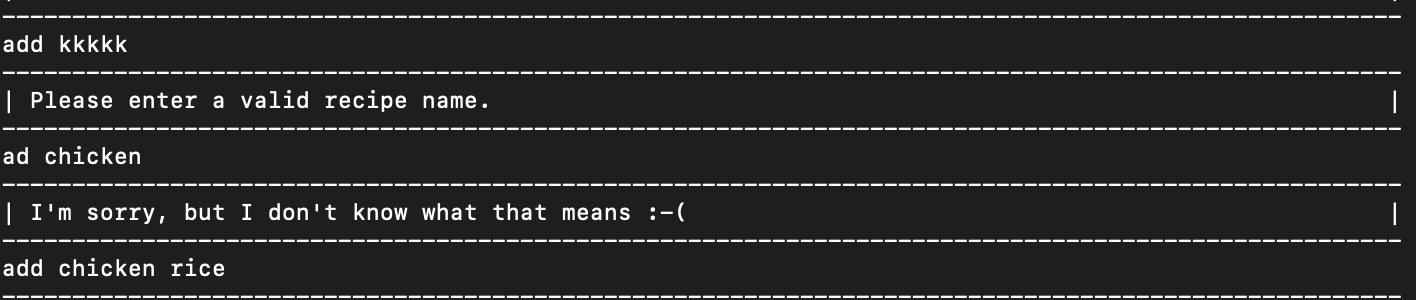 add kkkkk
| Please enter a valid recipe name. |
ad chicken
| I'm sorry, but I don't know what that means :-( |
add chicken rice